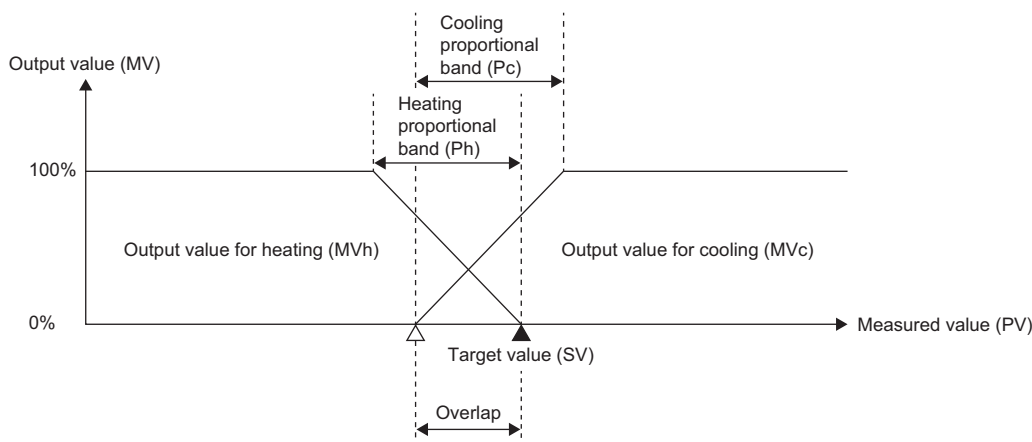 Cooling
proportional
band (Pc)
Output value (MV)
Heating
proportional
band (Ph)
100%
Output value for heating (MVh)
Output value for cooling (MVc)
0%
Measured value (PV)
Target value (SV)
Overlap